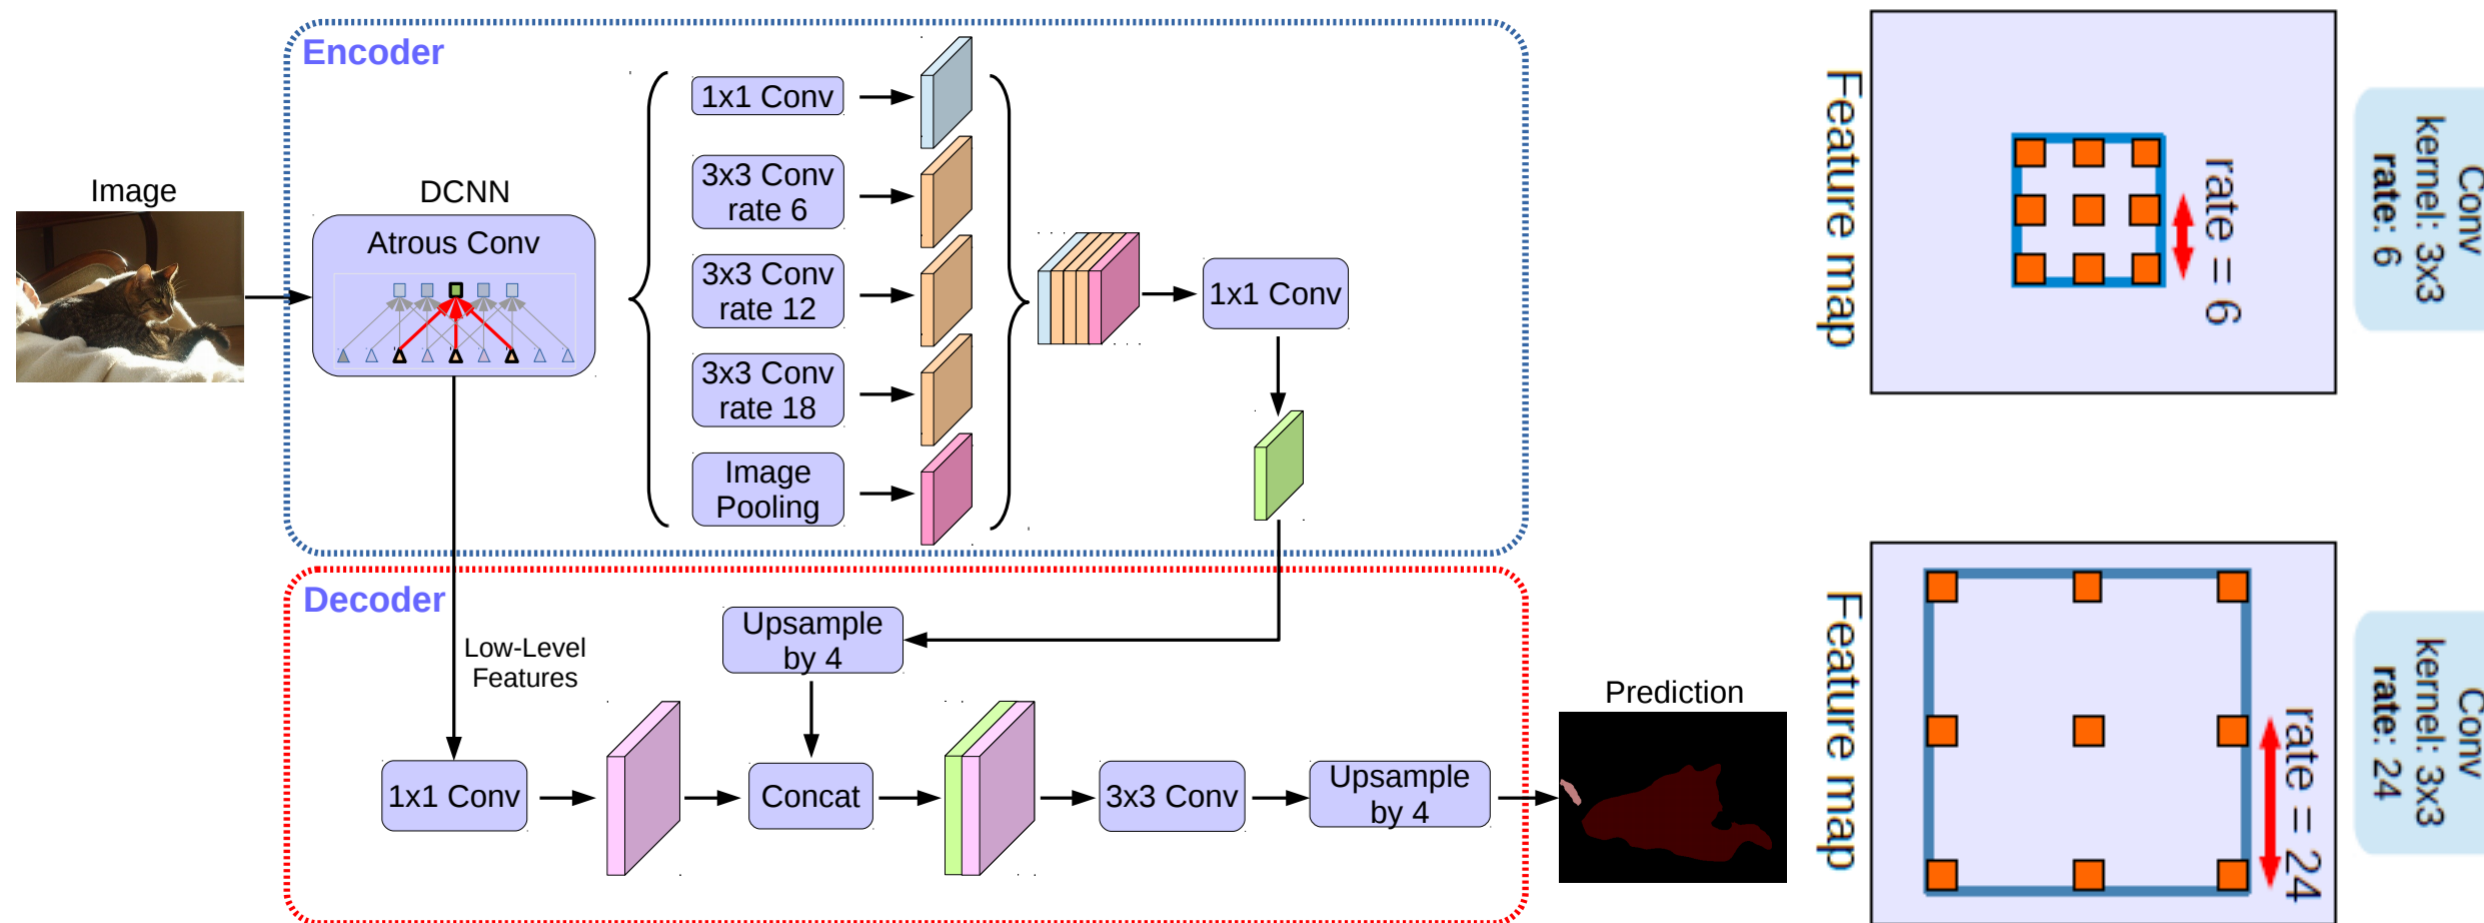 Encoder
Image
DCNN
Atrous Conv
1x1 Conv
3x3 Conv
rate 6
3x3 Conv
rate 12
3x3 Conv
rate 18
Image
Pooling
1x1 Conv
Decoder
Low-Level
Features
Upsample
by 4
1x1 Conv
Concat
3x3 Conv
Upsample
by 4
Prediction
Conv
kernel: 3x3
rate: 6
rate = 6
Feature map
Conv
kernel: 3x3
rate: 24
rate = 24
Feature map